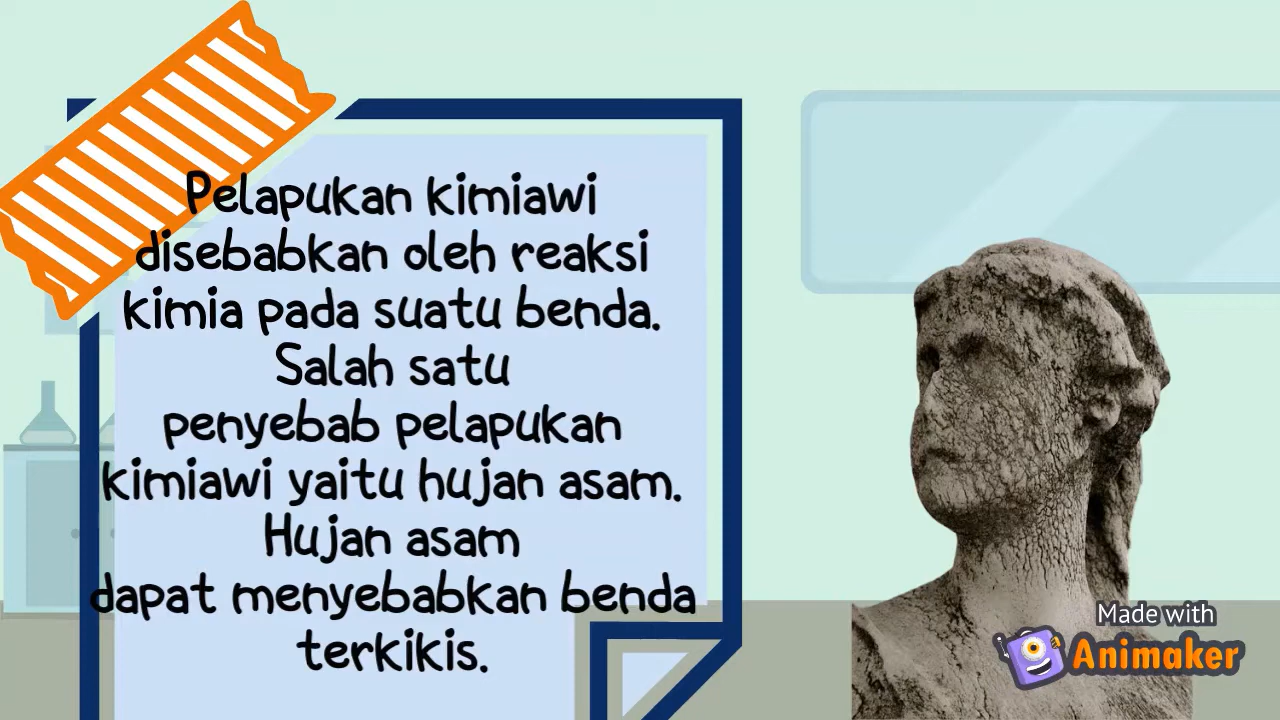 Pelapukan kimiawi
disebabkan oleh reaksi
kimia pada suatu benda.
Salah satu
penyebab pelapukan
kimiawi yaitu hujan asam.
Hujan asam
dapat menyebabkan benda
terkikis.
Made with
Animaker